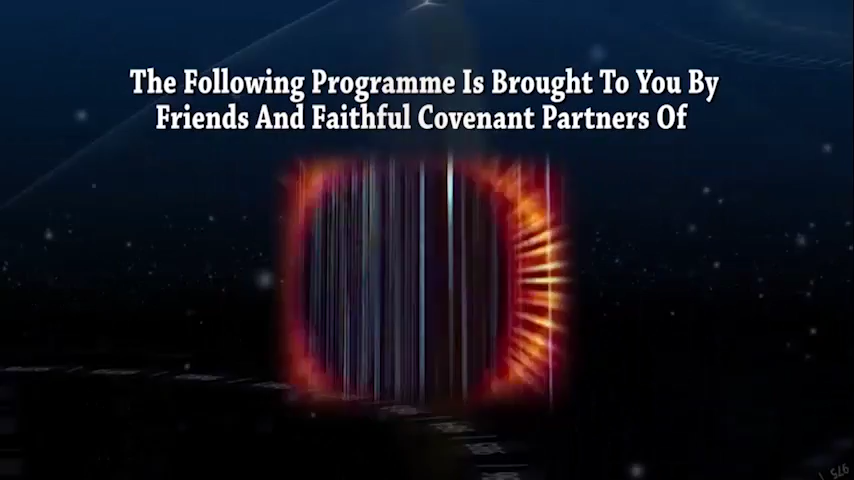 The Following Programme Is Brought To You By
Friends And Faithful Covenant Partners Of